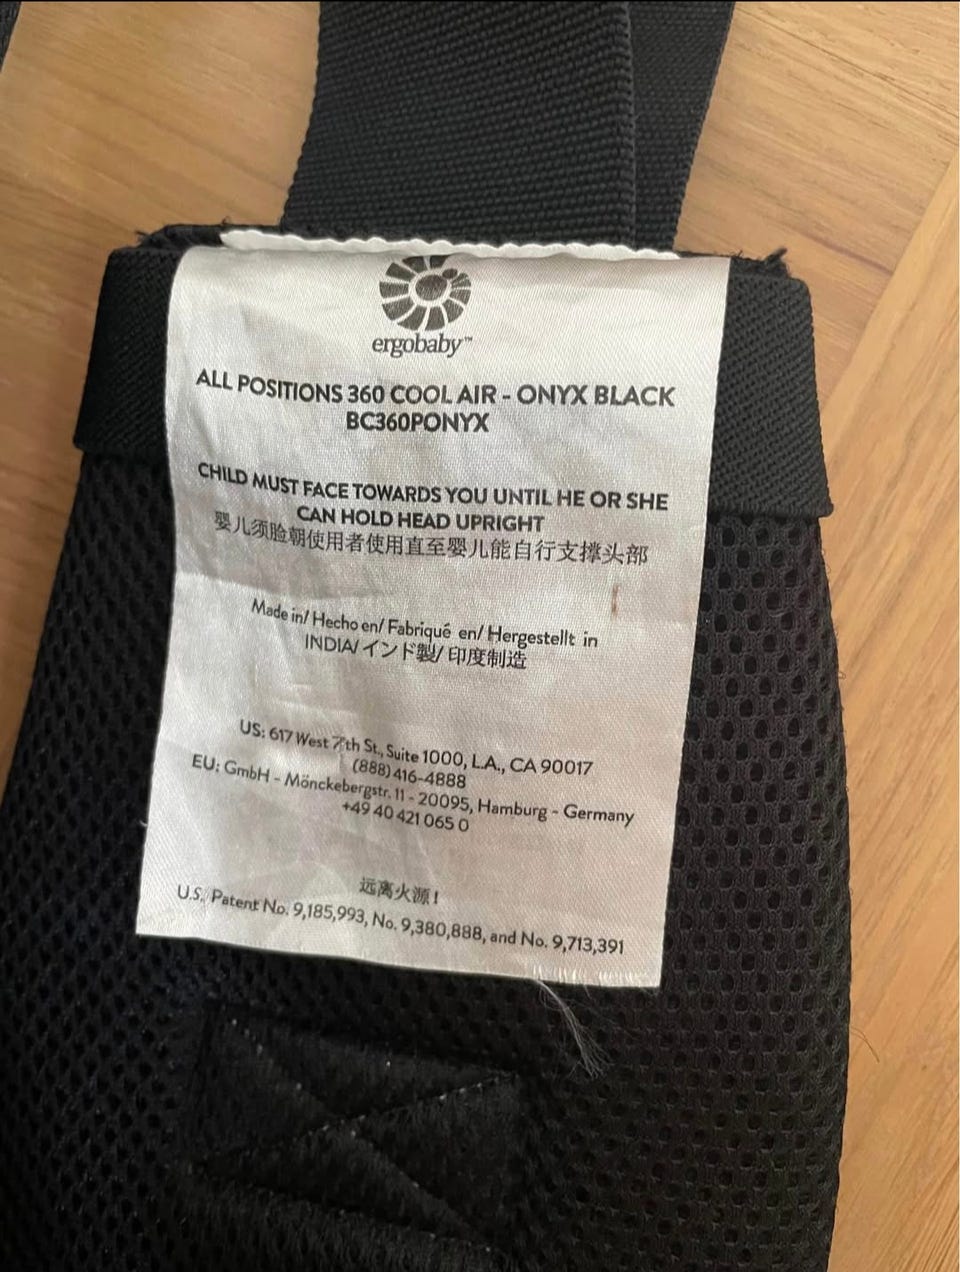 ergobaby™
ALL POSITIONS 360 COOL AIR - ONYX BLACK
BC360PONYX
CHILD MUST FACE TOWARDS YOU UNTIL HE OR SHE
CAN HOLD HEAD UPRIGHT
婴儿须脸朝使用者使用直至婴儿能自行支撑头部
Made in/ Hecho en/ Fabriqué en/ Hergestellt in
INDIA/インド製/ 印度制造
US: 617 West 7th St., Suite 1000, L.A., CA 90017
(888) 416-4888
EU: GmbH - Mönckebergstr. 11 - 20095, Hamburg - Germany
+49 40 421 065 0
远离火源!
U.S. Patent No. 9,185,993, No. 9,380,888, and No. 9,713,391